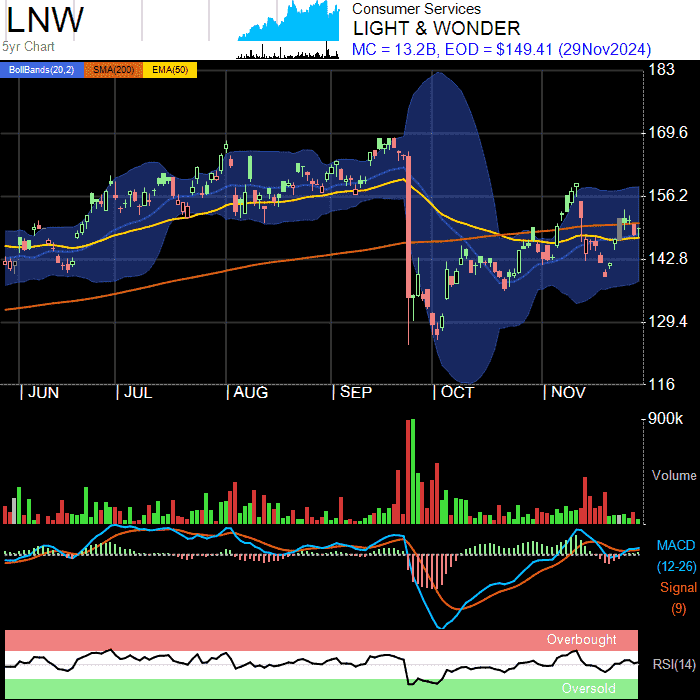 LNW
5yr Chart
Consumer Services
LIGHT & WONDER
MC = 13.2B, EOD = $149.41 (29Nov2024)
BollBands(20,2) SMA(200) EMA(50)
183
169.6
156.2
142.8
129.4
116
| JUN | JUL | AUG | SEP | OCT | NOV
900k
Volume
MACD
(12-26)
Signal
(9)
Overbought
RSI(14)
Oversold